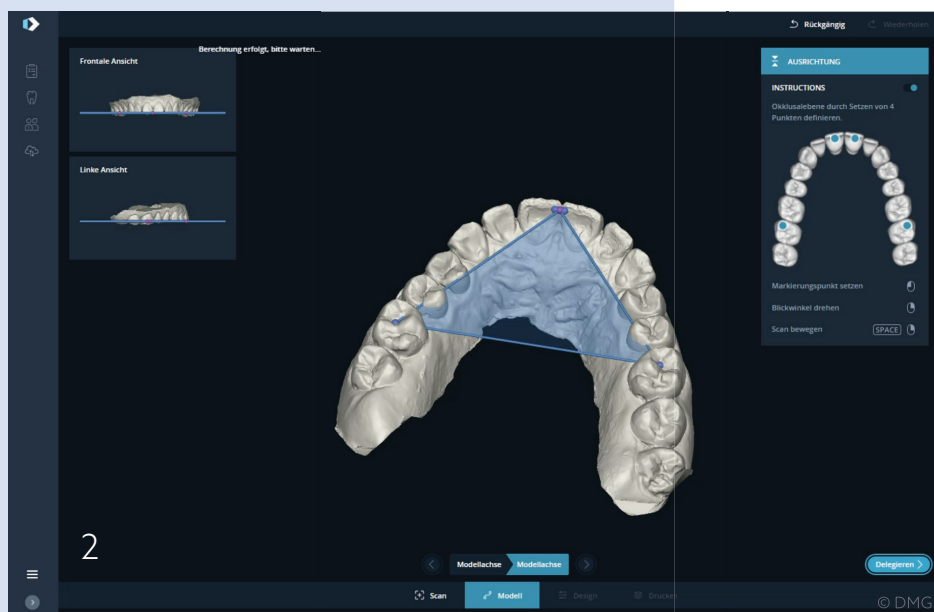 Rückgängig
Wiederholen
Berechnung erfolgt, bitte warten...
Frontale Ansicht
Linke Ansicht
AUSRICHTUNG
INSTRUCTIONS
Okklusalebene durch Setzen von 4
Punkten definieren.
Markierungspunkt setzen
Blickwinkel drehen
Scan bewegen
SPACE
2
Modellachse
Modellachse
Delegieren
Scan
Modell
Design
Drucken
© DMG